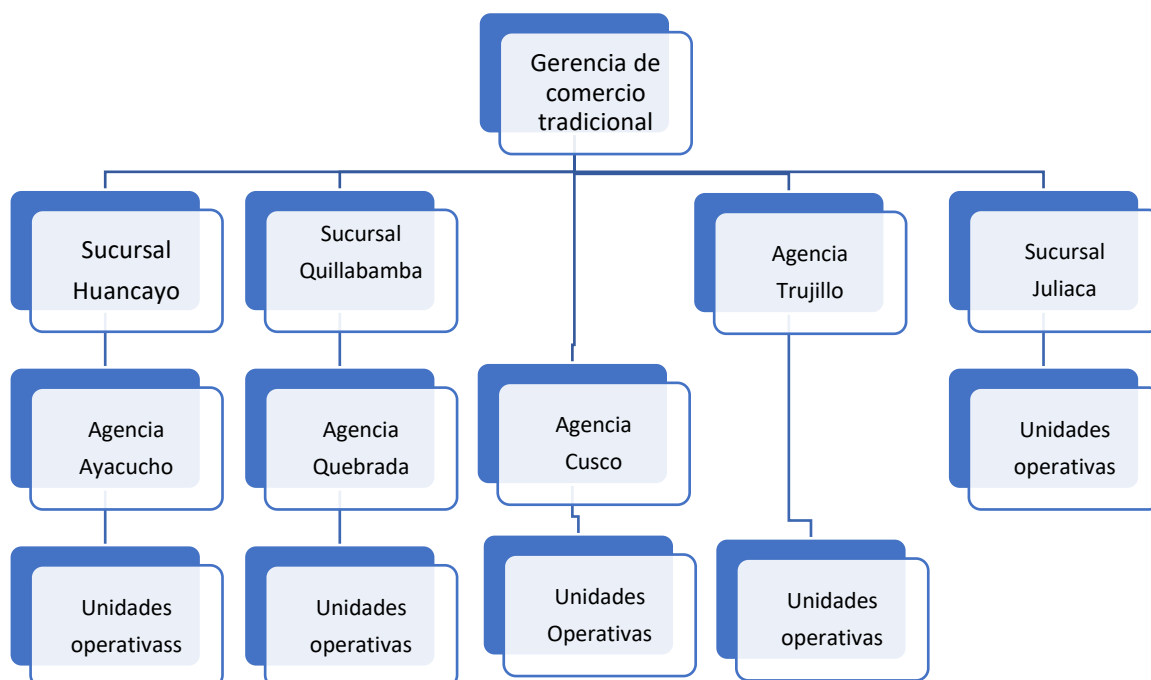 Gerencia de
comercio
tradicional
Sucursal
Huancayo
Sucursal
Quillabamba
Agencia
Trujillo
Sucursal
Juliaca
Agencia
Ayacucho
Agencia
Quebrada
Agencia
Cusco
Unidades
operativas
Unidades
operativass
Unidades
operativas
Unidades
Operativas
Unidades
operativas